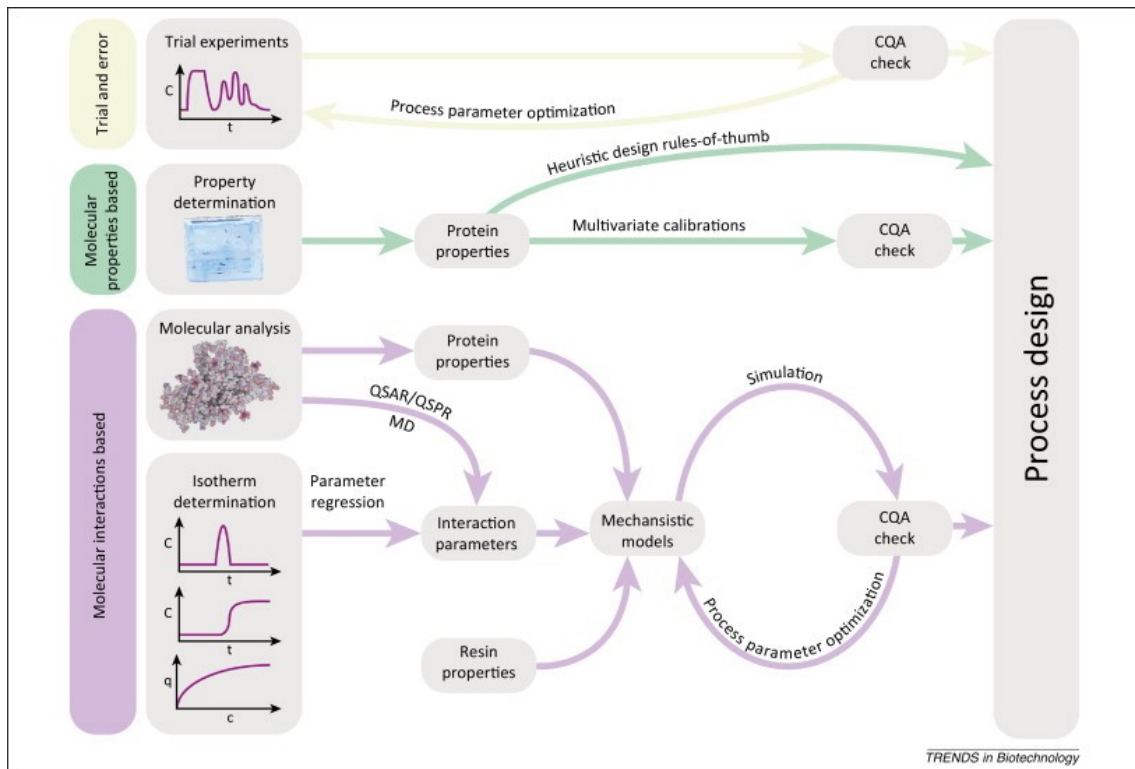 Trial and error
Trial experiments
C
t
CQA
check
Process parameter optimization
Molecular
properties based
Property
determination
Protein
properties
Heuristic design rules-of-thumb
Multivariate calibrations
CQA
check
Molecular interactions based
Molecular analysis
Protein
properties
QSAR/QSPR
MD
Isotherm
determination
C
t
C
t
q
c
Parameter
regression
Interaction
parameters
Mechansistic
models
Resin
properties
Simulation
CQA
check
Process parameter optimization
Process design
TRENDS in Biotechnology